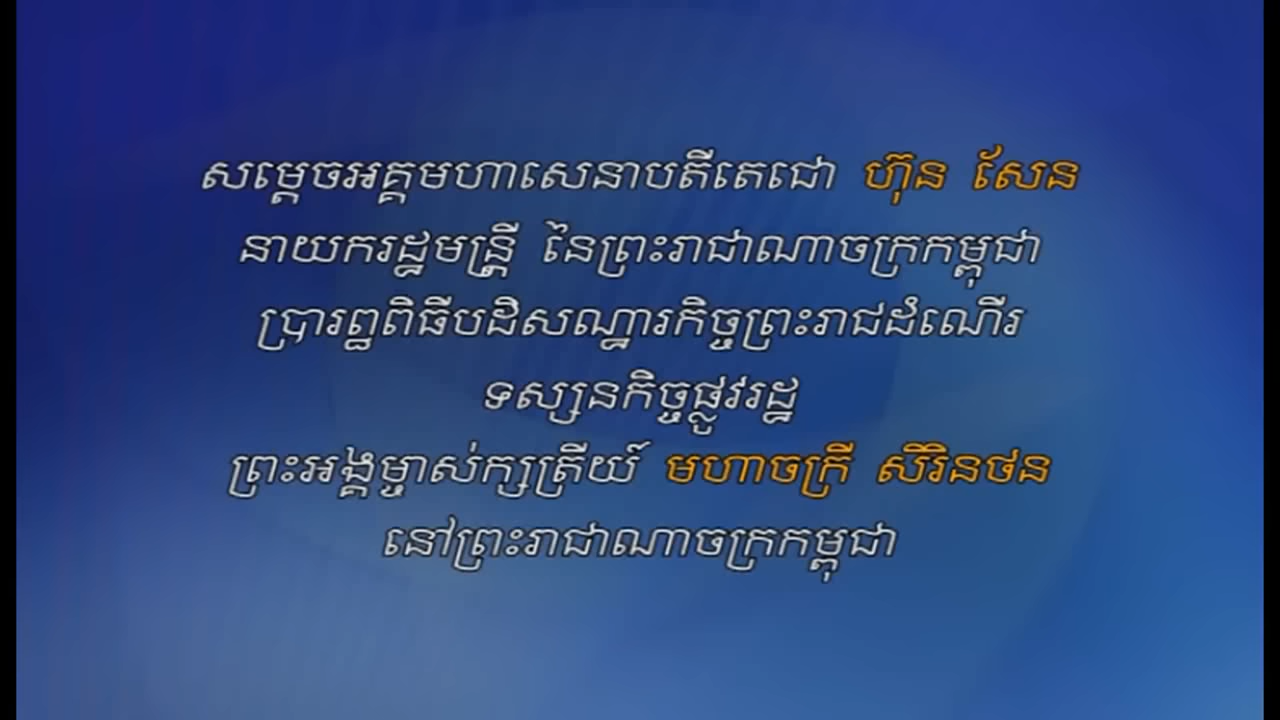 សម្ដេចអគ្គមហាសេនាបតីតេជោ ហ៊ុន សែន
នាយករដ្ឋមន្ត្រី នៃព្រះរាជាណាចក្រកម្ពុជា
ប្រារព្ធពិធីបដិសណ្ឋារកិច្ចព្រះរាជដំណើរ
ទស្សនកិច្ចផ្លូវរដ្ឋ
ព្រះអង្គម្ចាស់ក្សត្រីយ៍ មហាចក្រី សិរិនថន
នៅព្រះរាជាណាចក្រកម្ពុជា